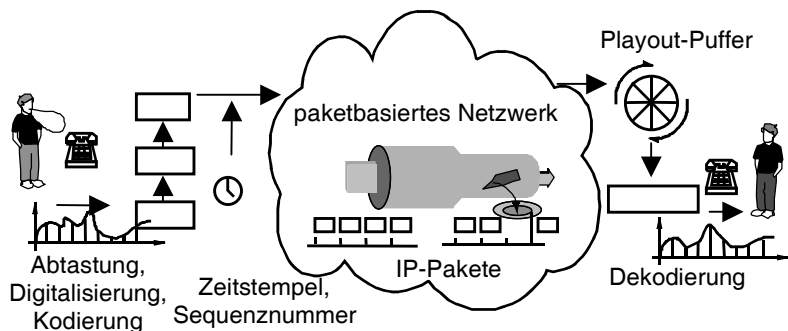 Playout-Puffer
paketbasiertes Netzwerk
IP-Pakete
Abtastung,
Digitalisierung,
Kodierung
Zeitstempel,
Sequenznummer
Dekodierung